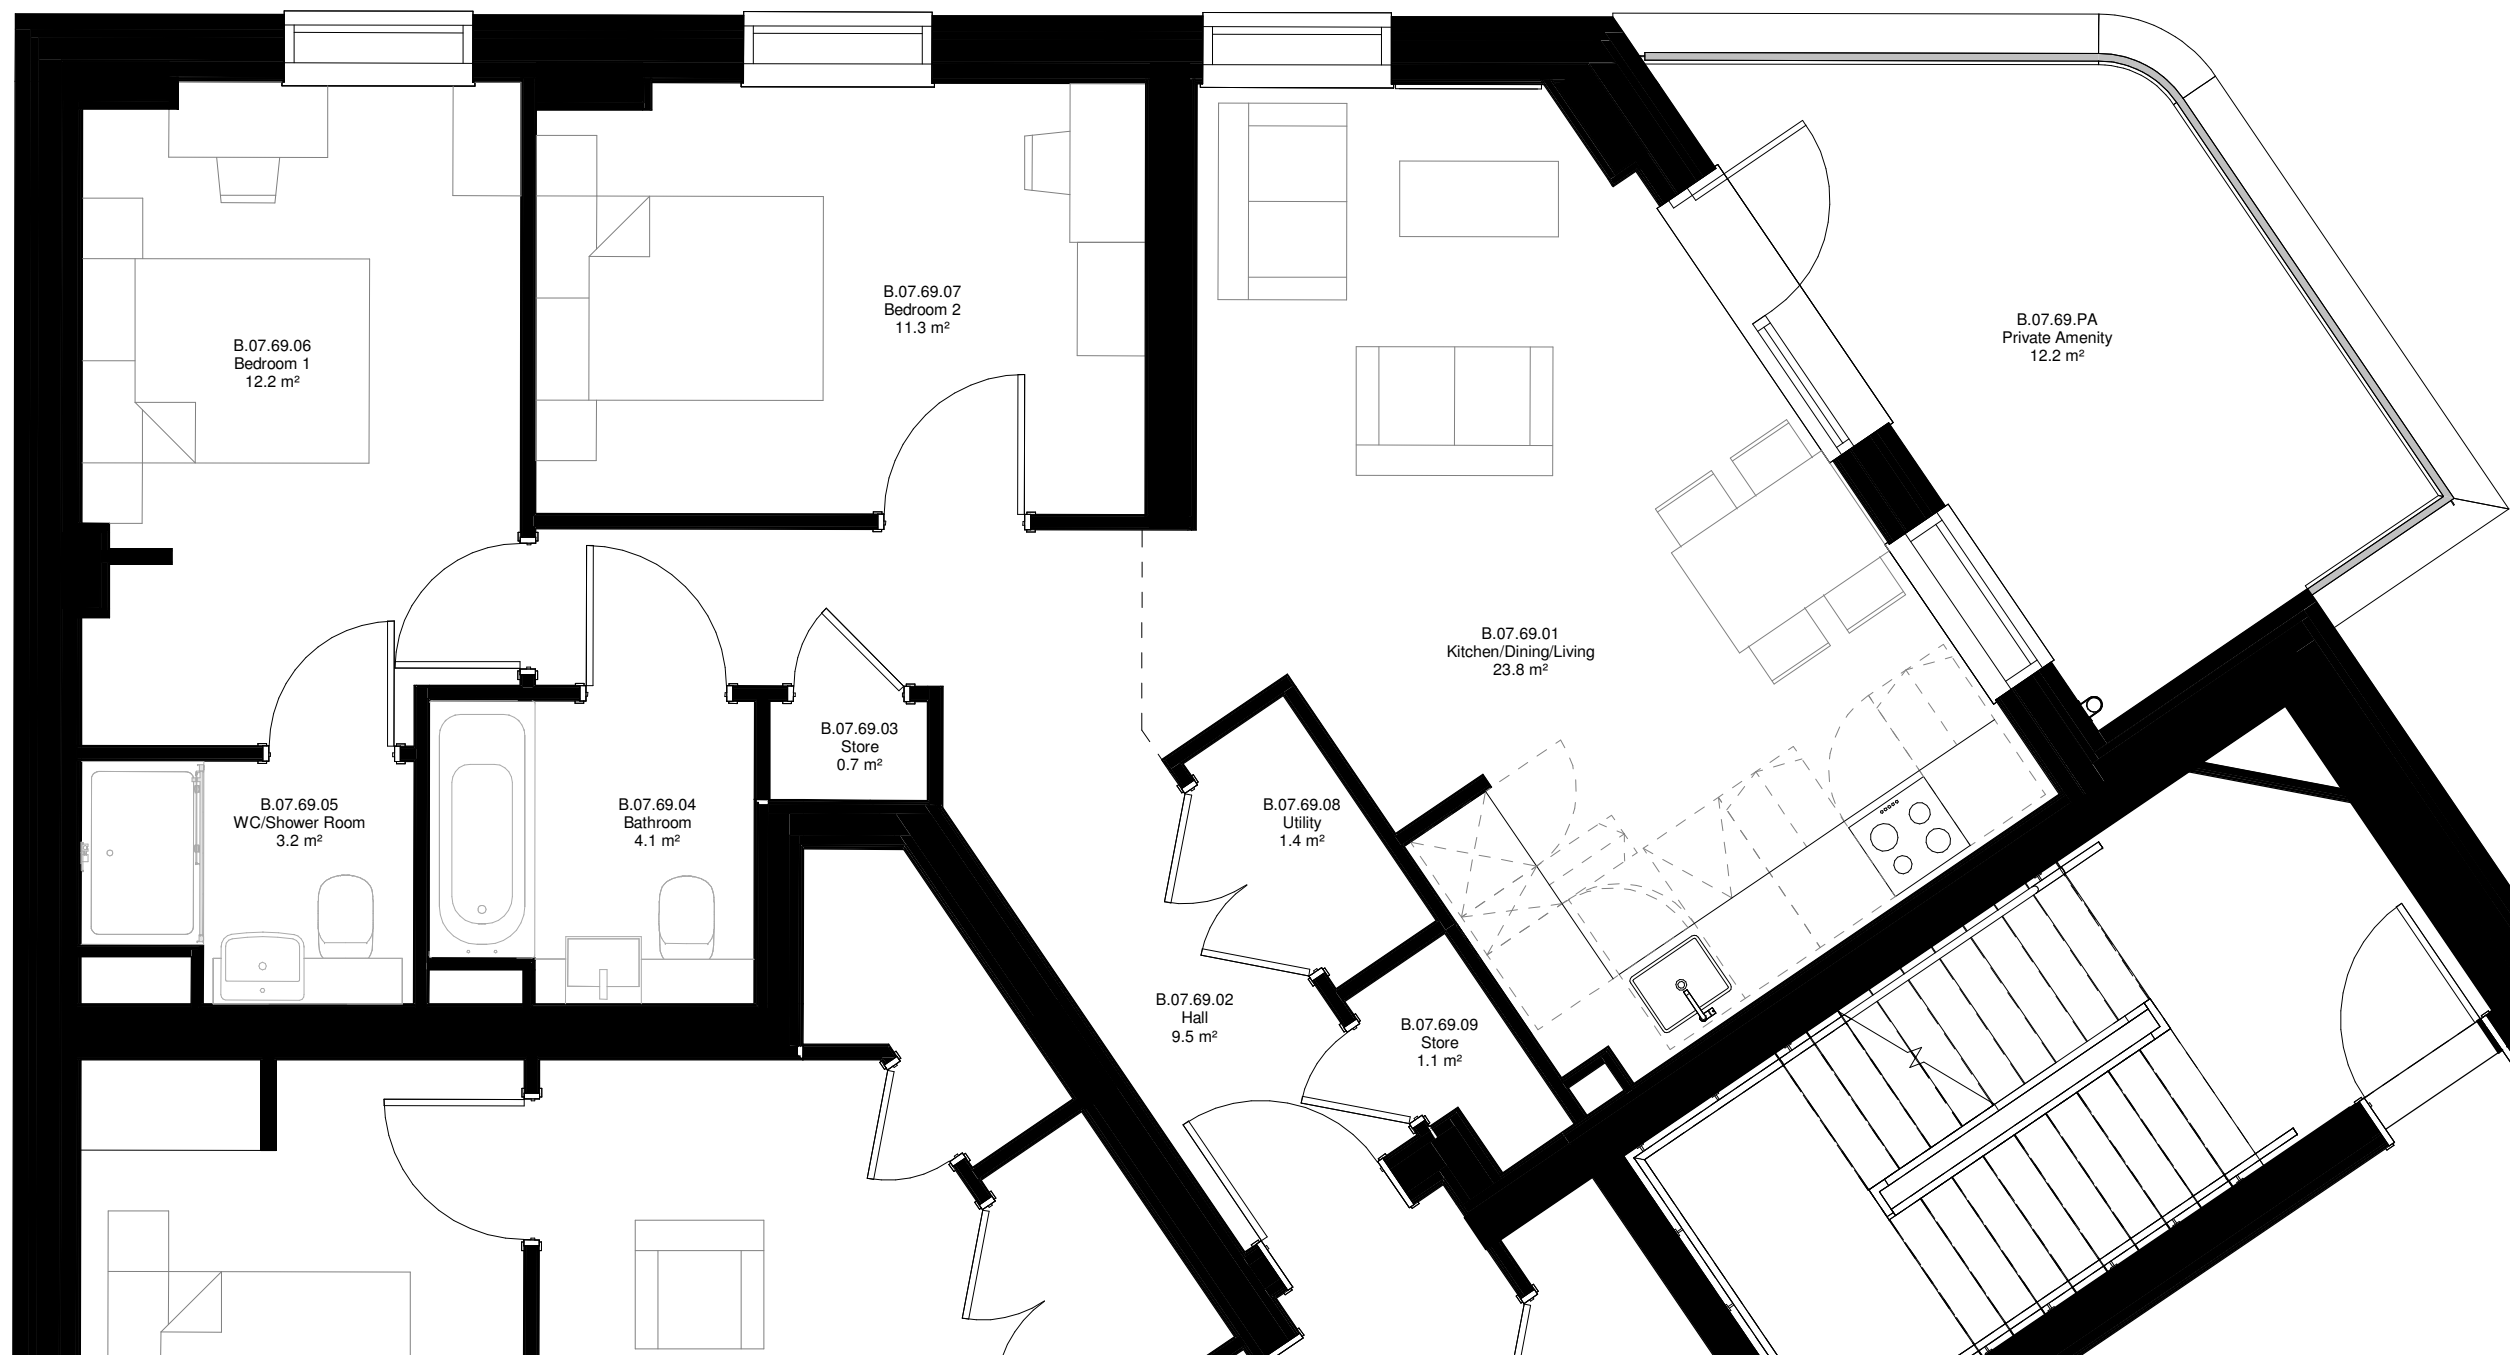 B.07.69.07
Bedroom 2
11.3 m²
B.07.69.PA
Private Amenity
12.2 m²
B.07.69.06
Bedroom 1
12.2 m²
B.07.69.01
Kitchen/Dining/Living
23.8 m²
B.07.69.03
Store
0.7 m²
B.07.69.05
WC/Shower Room
3.2 m²
B.07.69.04
Bathroom
4.1 m²
B.07.69.08
Utility
1.4 m²
B.07.69.02
Hall
9.5 m²
B.07.69.09
Store
1.1 m²